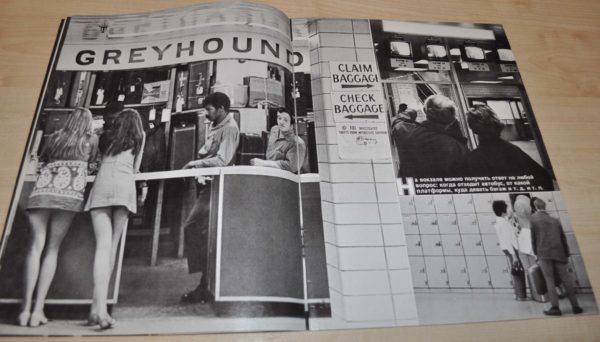 GREYHOUND
CLAIM
BAGGAGE
CHECK
BAGGAGE
На вокзале можно получить ответ на любой
вопрос: когда отходит автобус, от какой
платформы, куда девать багаж и т. д. и т. п.